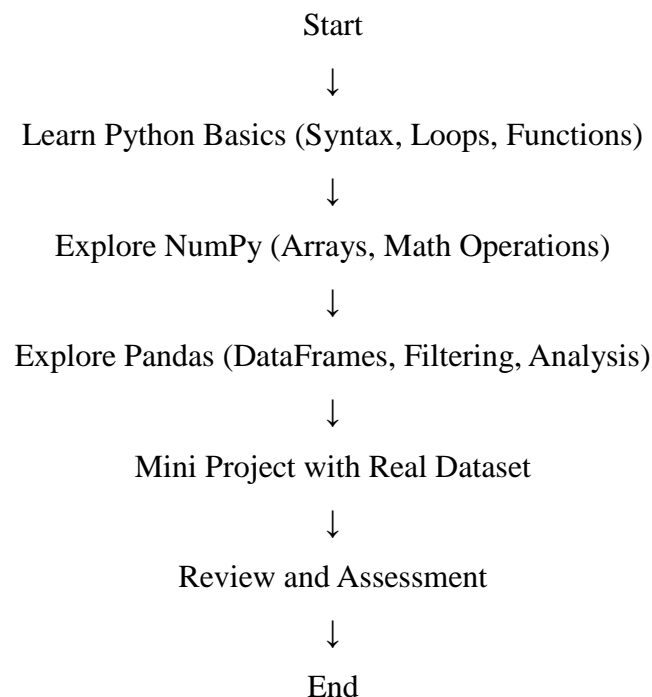 Start
↓
Learn Python Basics (Syntax, Loops, Functions)
↓
Explore NumPy (Arrays, Math Operations)
↓
Explore Pandas (DataFrames, Filtering, Analysis)
↓
Mini Project with Real Dataset
↓
Review and Assessment
↓
End